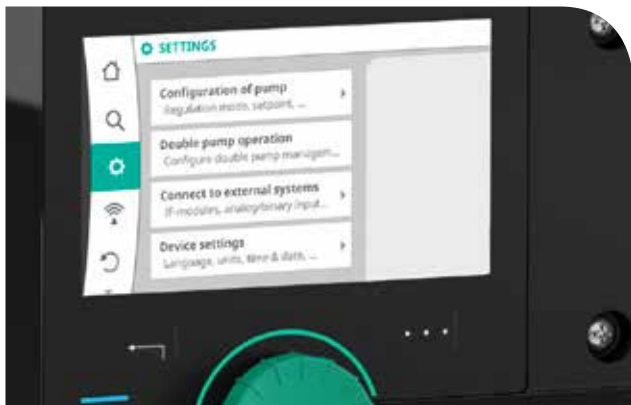 SETTINGS
Configuration of pump
Regulation mode, setpoint, ...
Double pump operation
Configure double pump managem...
Connect to external systems
IF-modules, analog/binary input...
Device settings
Language, units, time & date, ...